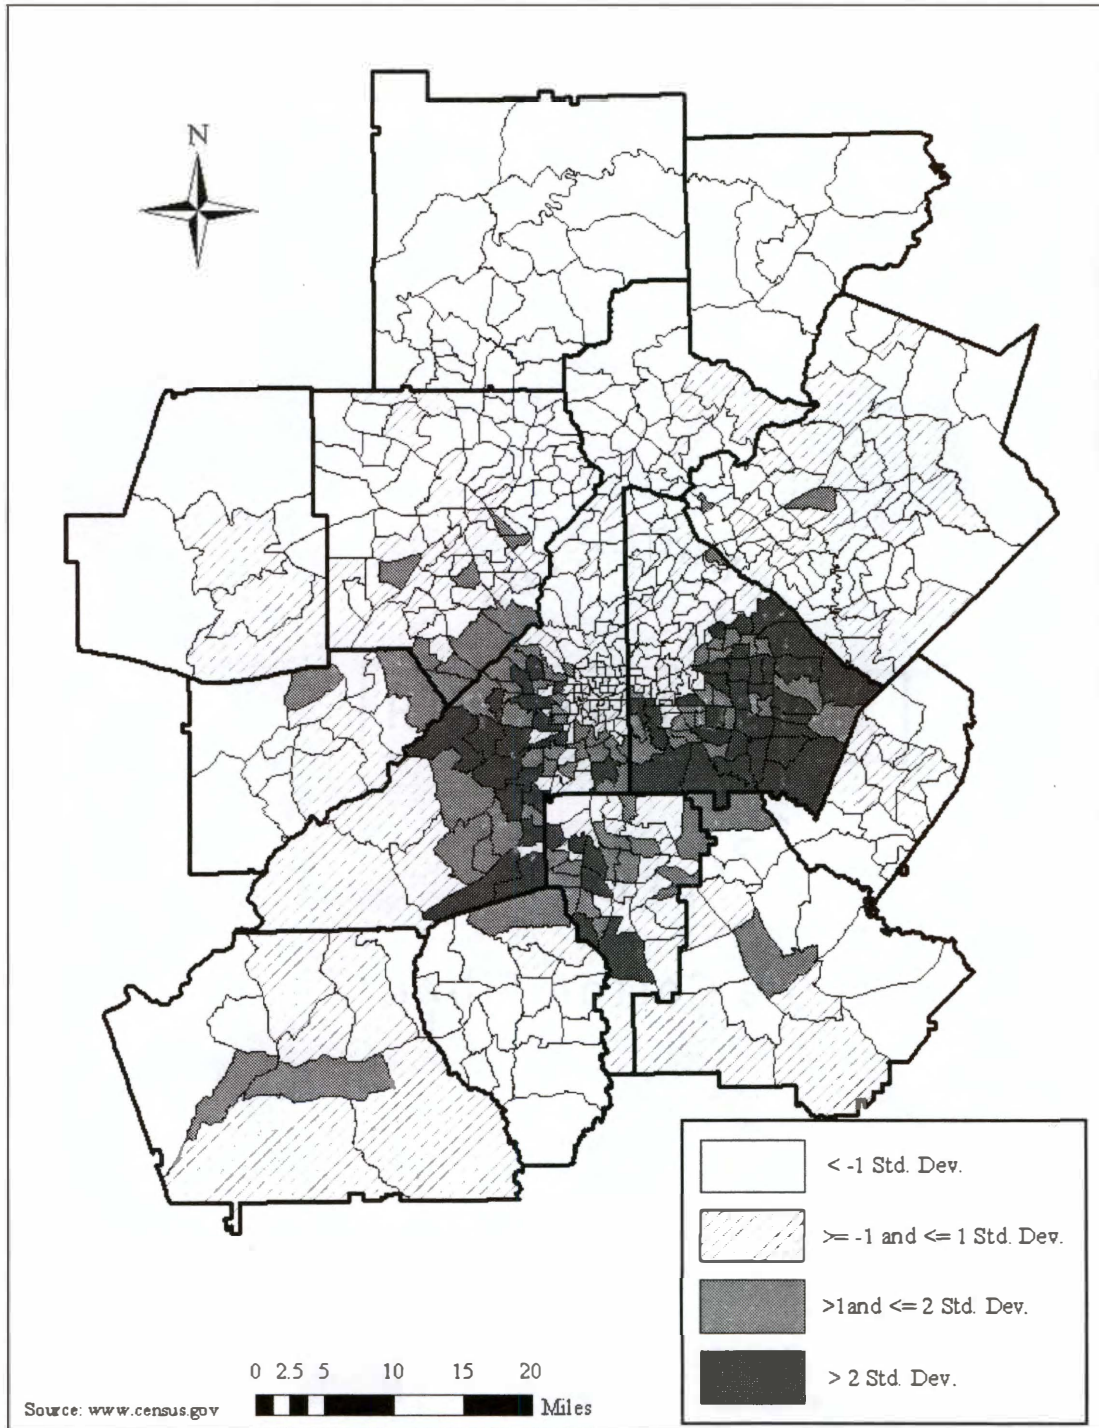 N
< -1 Std. Dev.
>= -1 and <= 1 Std. Dev.
>1and <= 2 Std. Dev.
> 2 Std. Dev.
0 2.5 5 10 15 20
Miles
Source: www.census.gov